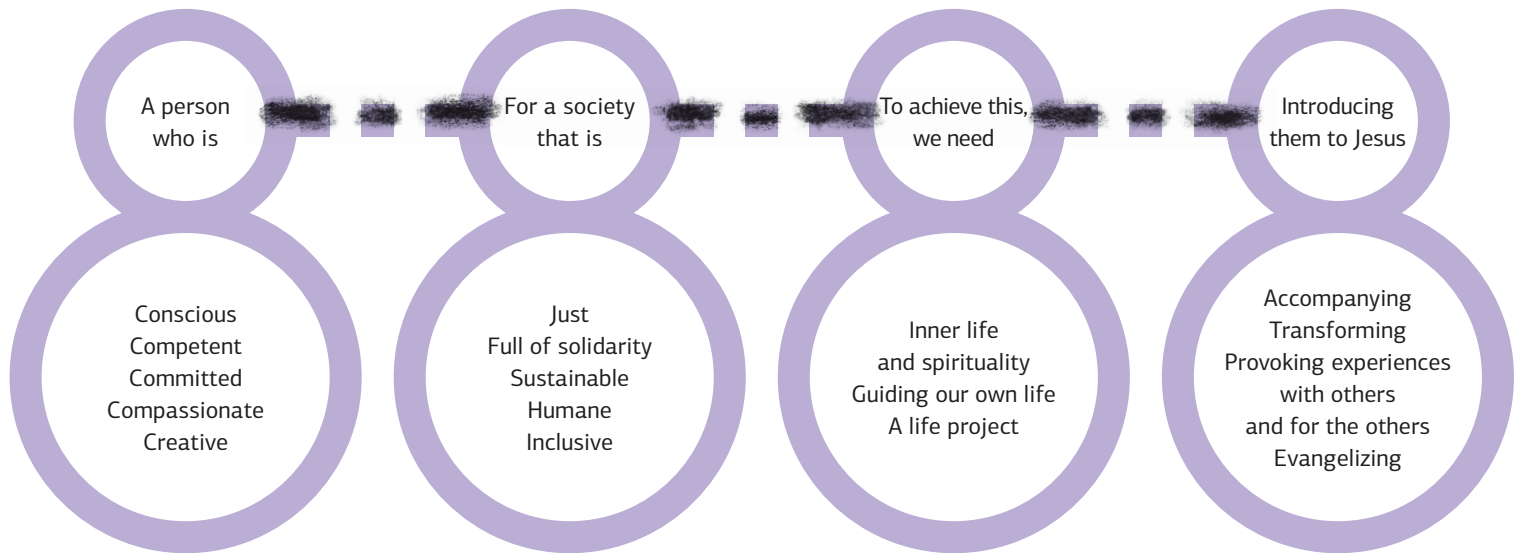 A person
who is
Conscious
Competent
Committed
Compassionate
Creative
For a society
that is
Just
Full of solidarity
Sustainable
Humane
Inclusive
To achieve this,
we need
Inner life
and spirituality
Guiding our own life
A life project
Introducing
them to Jesus
Accompanying
Transforming
Provoking experiences
with others
and for the others
Evangelizing